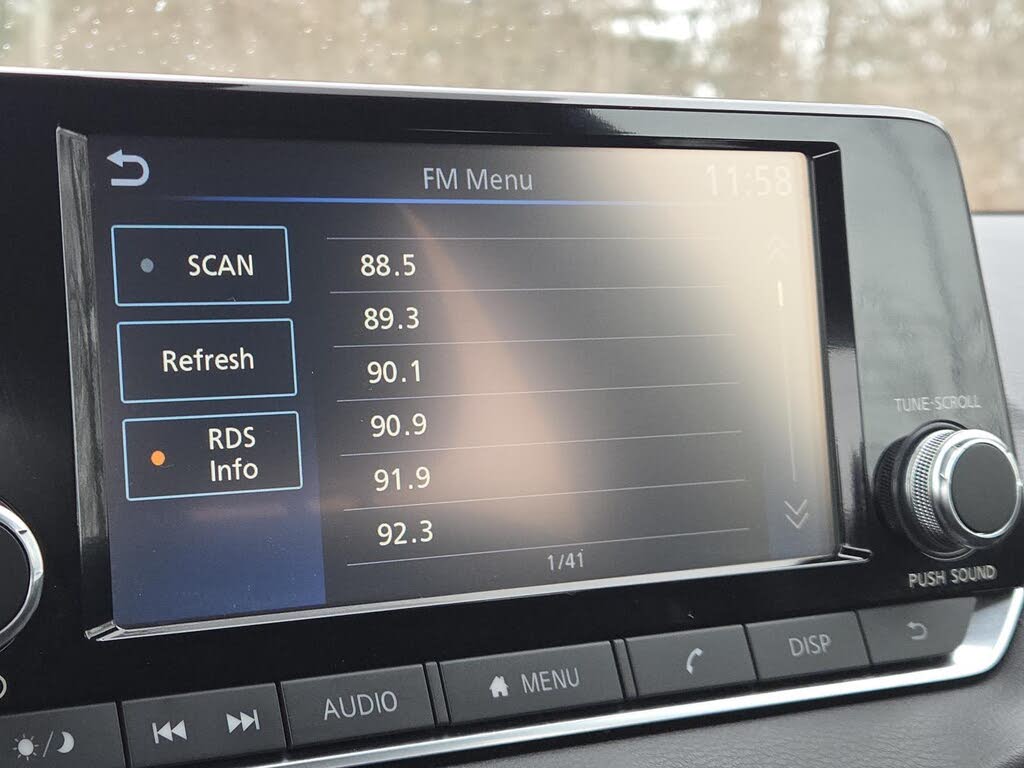 FM Menu
11:58
SCAN
Refresh
RDS
Info
88.5
89.3
90.1
90.9
91.9
92.3
1/41
TUNE·SCROLL
PUSH SOUND
AUDIO
MENU
DISP